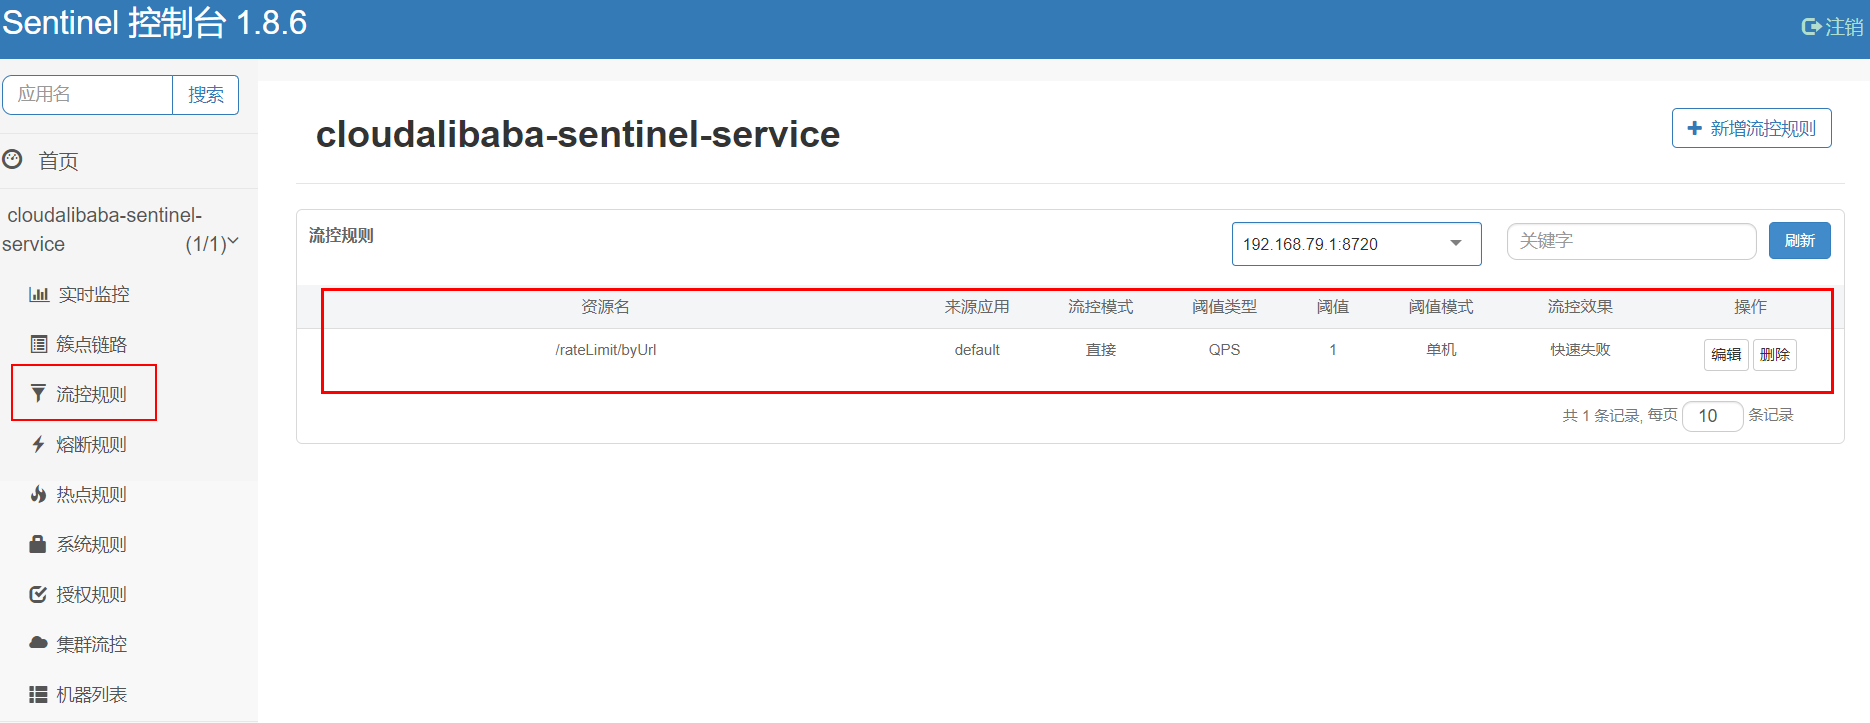 Sentinel 控制台 1.8.6
注销
应用名
搜索
首页
cloudalibaba-sentinel-
service (1/1)
实时监控
簇点链路
流控规则
熔断规则
热点规则
系统规则
授权规则
集群流控
机器列表
cloudalibaba-sentinel-service
新增流控规则
流控规则
192.168.79.1:8720
关键字
刷新
资源名 来源应用 流控模式 阈值类型 阈值 阈值模式 流控效果 操作
/rateLimit/byUrl default 直接 QPS 1 单机 快速失败 编辑 删除
共 1 条记录, 每页 10 条记录